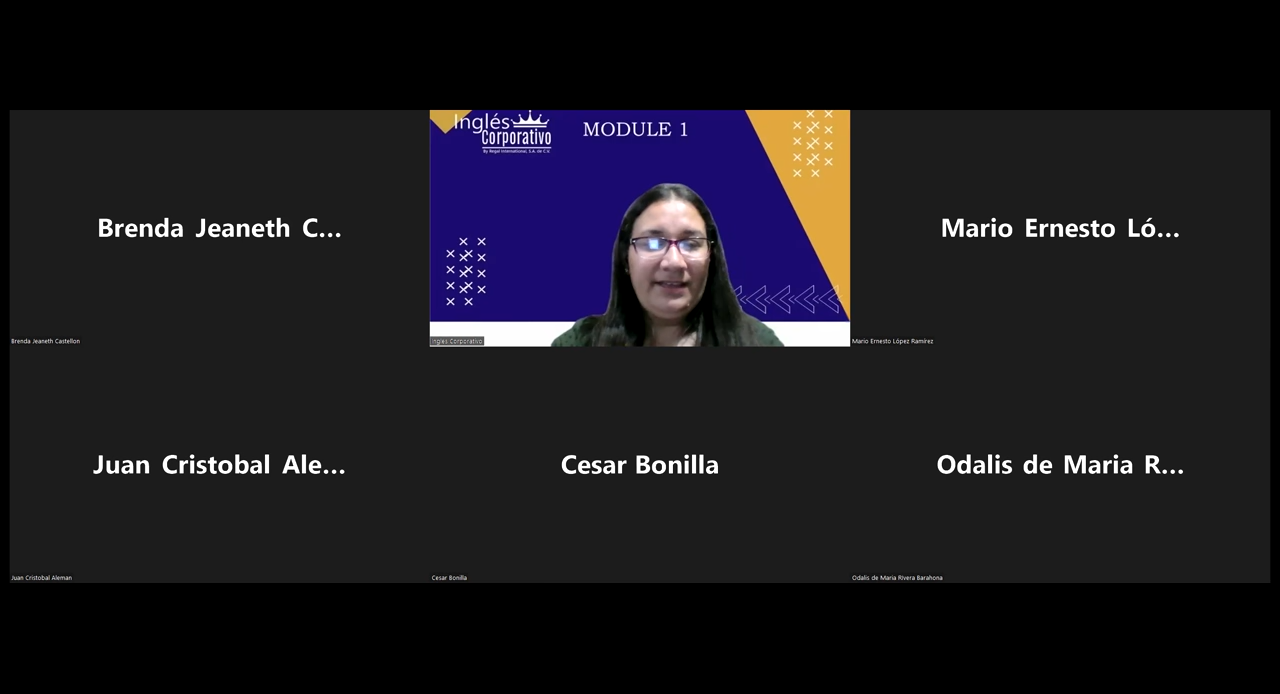 Brenda Jeaneth C...
Brenda Jeaneth Castellon
Inglés
Corporativo
By Regal International, S.A. de C.V.
MODULE 1
Ingles Corporativo
Mario Ernesto Ló...
Mario Ernesto López Ramírez
Juan Cristobal Ale...
Juan Cristobal Aleman
Cesar Bonilla
Cesar Bonilla
Odalis de Maria R...
Odalis de Maria Rivera Barahona